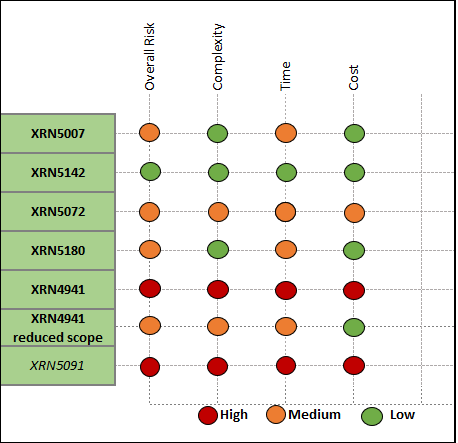 Overall Risk
Complexity
Time
Cost
XRN5007
XRN5142
XRN5072
XRN5180
XRN4941
XRN4941
reduced scope
XRN5091
High Medium Low